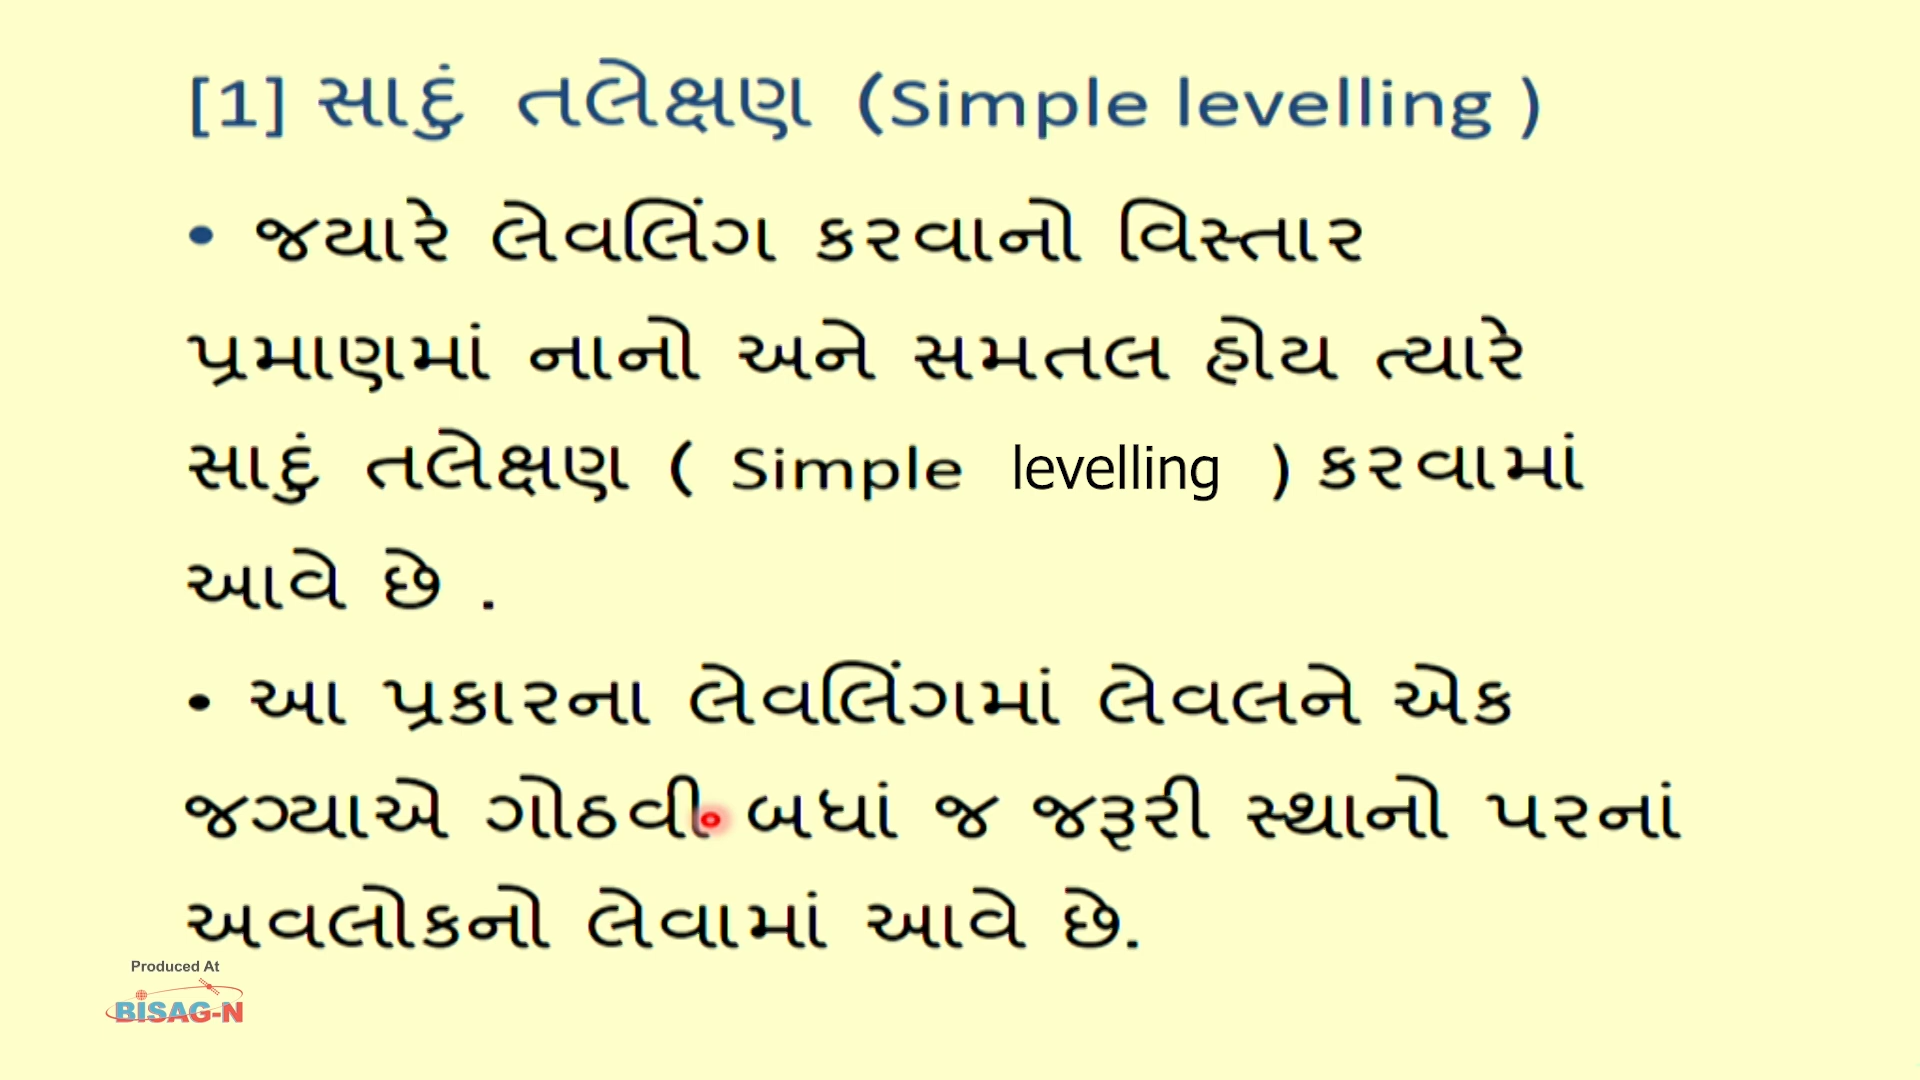 [1] સાદું તલેક્ષણ (Simple levelling )
• જયારે લેવલિંગ કરવાનો વિસ્તાર
પ્રમાણમાં નાનો અને સમતલ હોય ત્યારે
સાદું તલેક્ષણ ( Simple levelling ) કરવામાં
આવે છે .
• આ પ્રકારના લેવલિંગમાં લેવલને એક
જગ્યાએ ગોઠવી બધાં જ જરૂરી સ્થાનો પરનાં
અવલોકનો લેવામાં આવે છે.
Produced At
BISAG-N